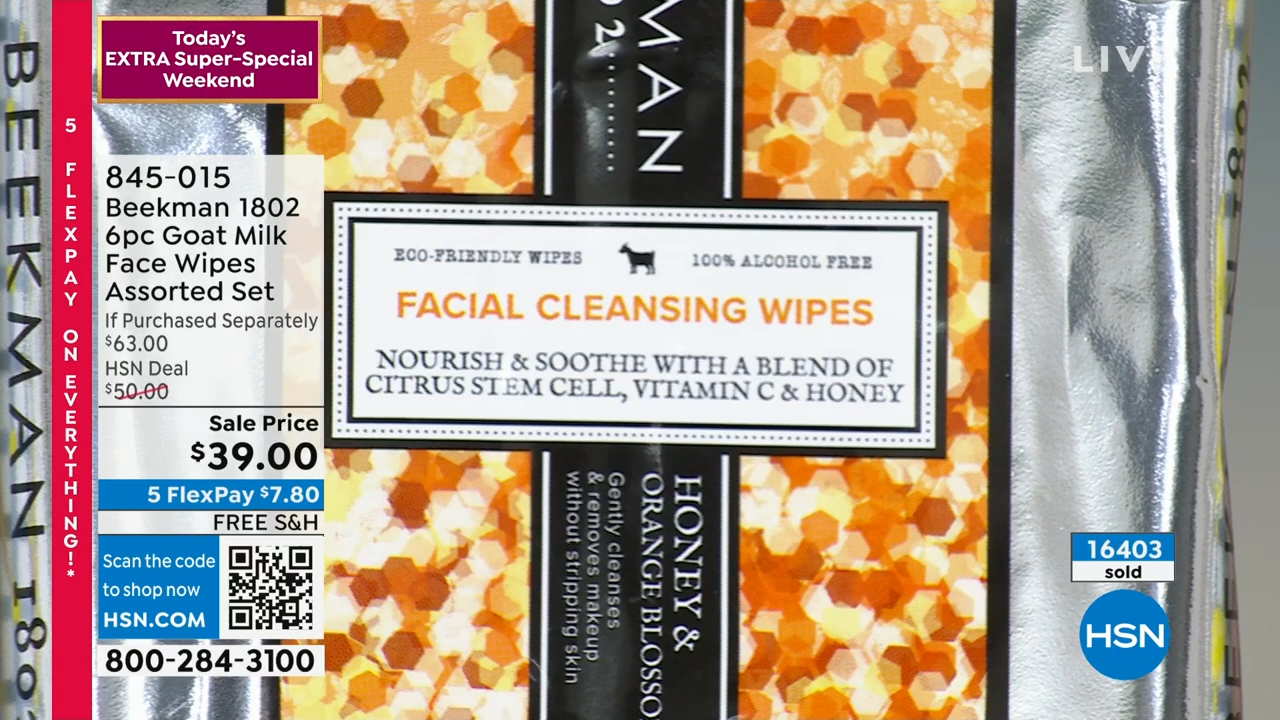 Today's
EXTRA Super-Special
Weekend
5 FLEXPAY ON EVERYTHING!*
845-015
Beekman 1802
6pc Goat Milk
Face Wipes
Assorted Set
If Purchased Separately
$63.00
HSN Deal
$50.00
Sale Price
$39.00
5 FlexPay $7.80
FREE S&H
Scan the code
to shop now
HSN.COM
800-284-3100
BEEKMAN 180
MAN
2
ECO-FRIENDLY WIPES
100% ALCOHOL FREE
FACIAL CLEANSING WIPES
NOURISH & SOOTHE WITH A BLEND OF
CITRUS STEM CELL, VITAMIN C & HONEY
HONEY &
ORANGE BLOSSO
Gently cleanses
& removes makeup
without stripping skin
LIV
16403
sold
HSN